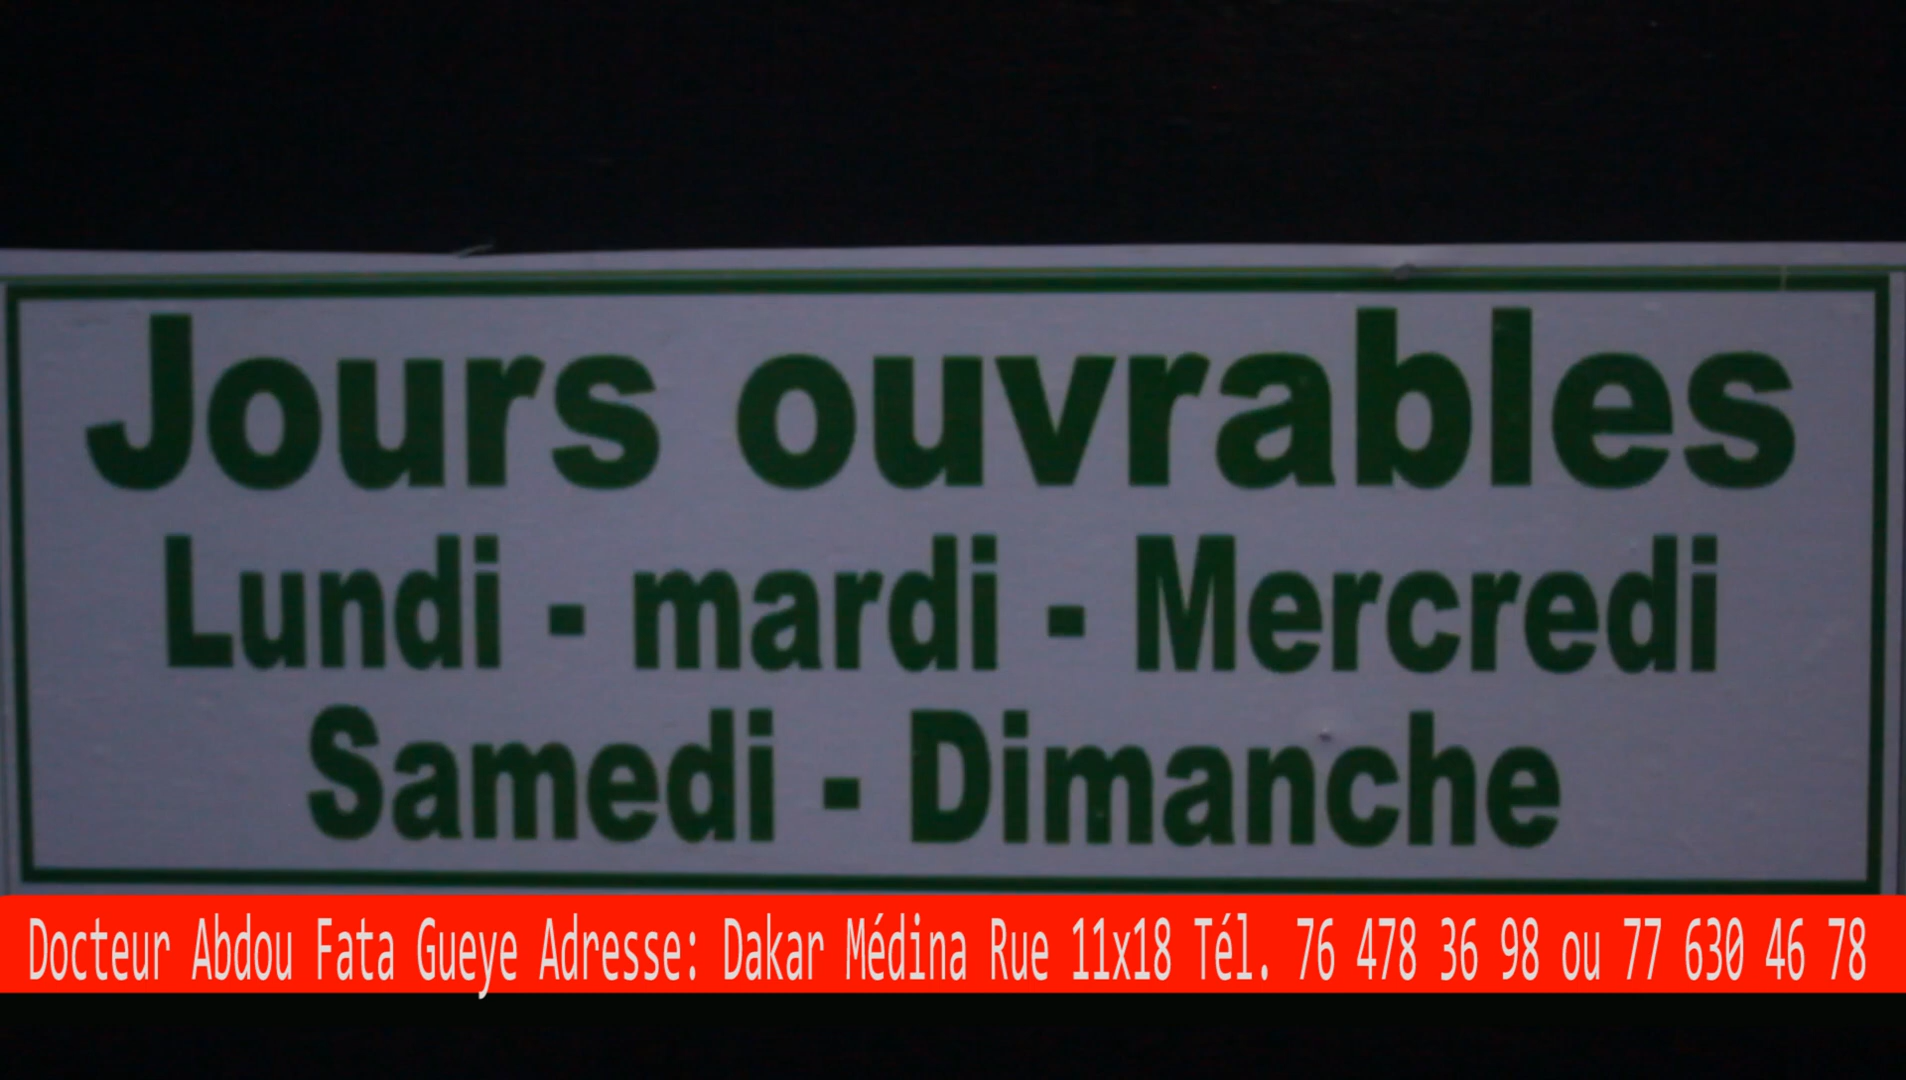 Jours ouvrables
Lundi - mardi - Mercredi
Samedi - Dimanche
Docteur Abdou Fata Gueye Adresse: Dakar Médina Rue 11x18 Tél. 76 478 36 98 ou 77 630 46 78